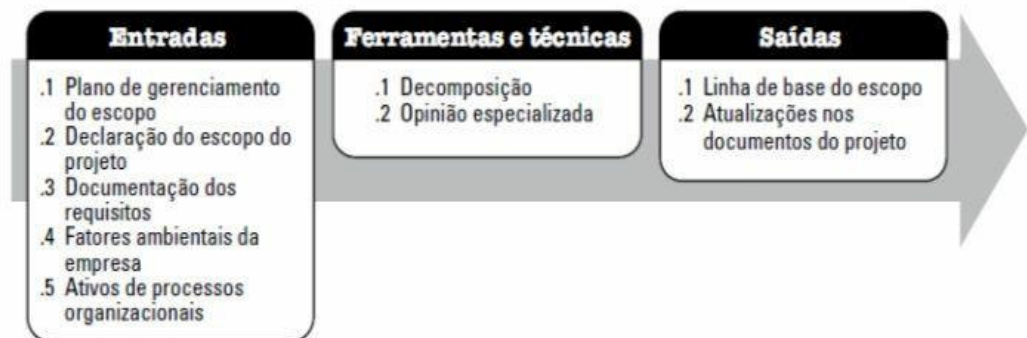 Entradas
.1 Plano de gerenciamento
do escopo
.2 Declaração do escopo do
projeto
.3 Documentação dos
requisitos
.4 Fatores ambientais da
empresa
.5 Ativos de processos
organizacionais
Ferramentas e técnicas
.1 Decomposição
.2 Opinião especializada
Saídas
.1 Linha de base do escopo
.2 Atualizações nos
documentos do projeto